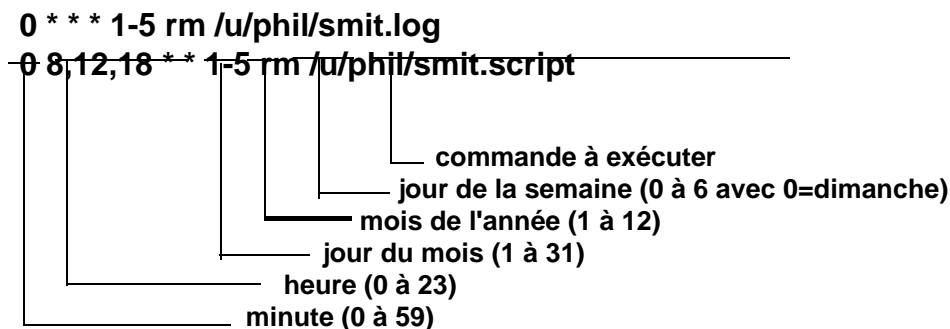 0 * * * 1-5 rm /u/phil/smit.log
0 8,12,18 * * 1-5 rm /u/phil/smit.script
commande à exécuter
jour de la semaine (0 à 6 avec 0=dimanche)
mois de l'année (1 à 12)
jour du mois (1 à 31)
heure (0 à 23)
minute (0 à 59)